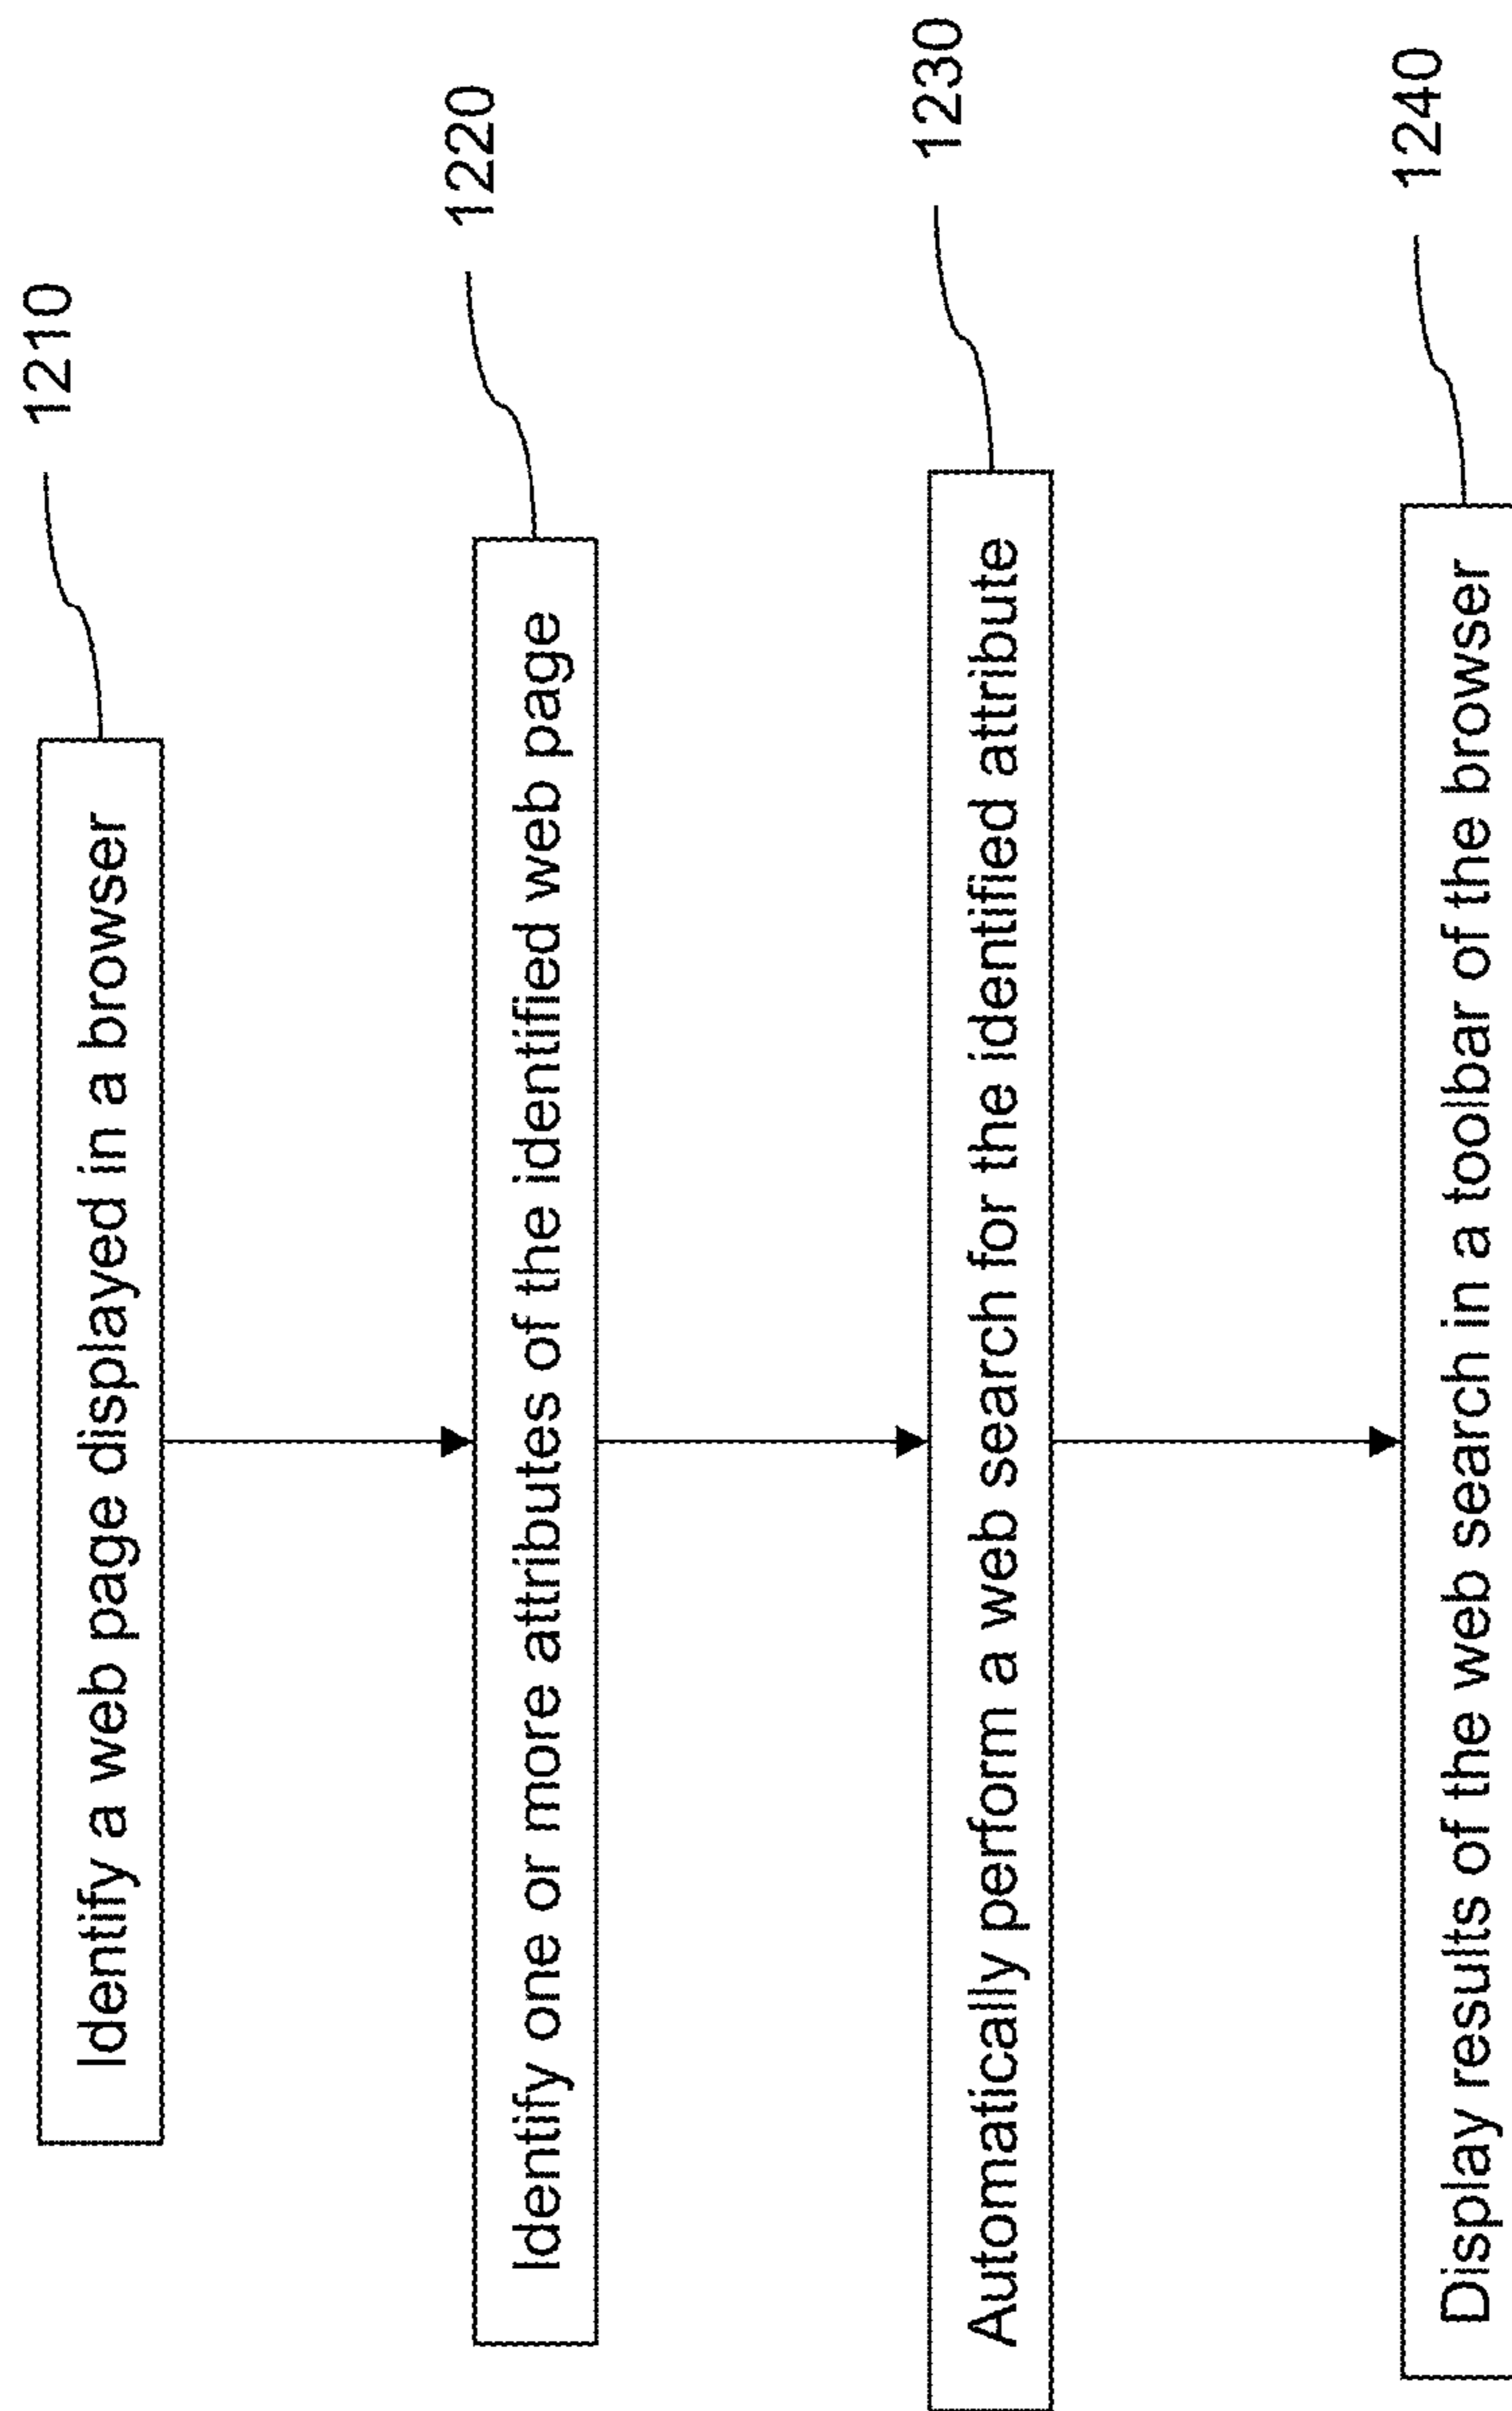 1210
Identify a web page displayed in a browser
1220
Identify one or more attributes of the identified web page
1230
Automatically perform a web search for the identified attribute
1240
Display results of the web search in a toolbar of the browser